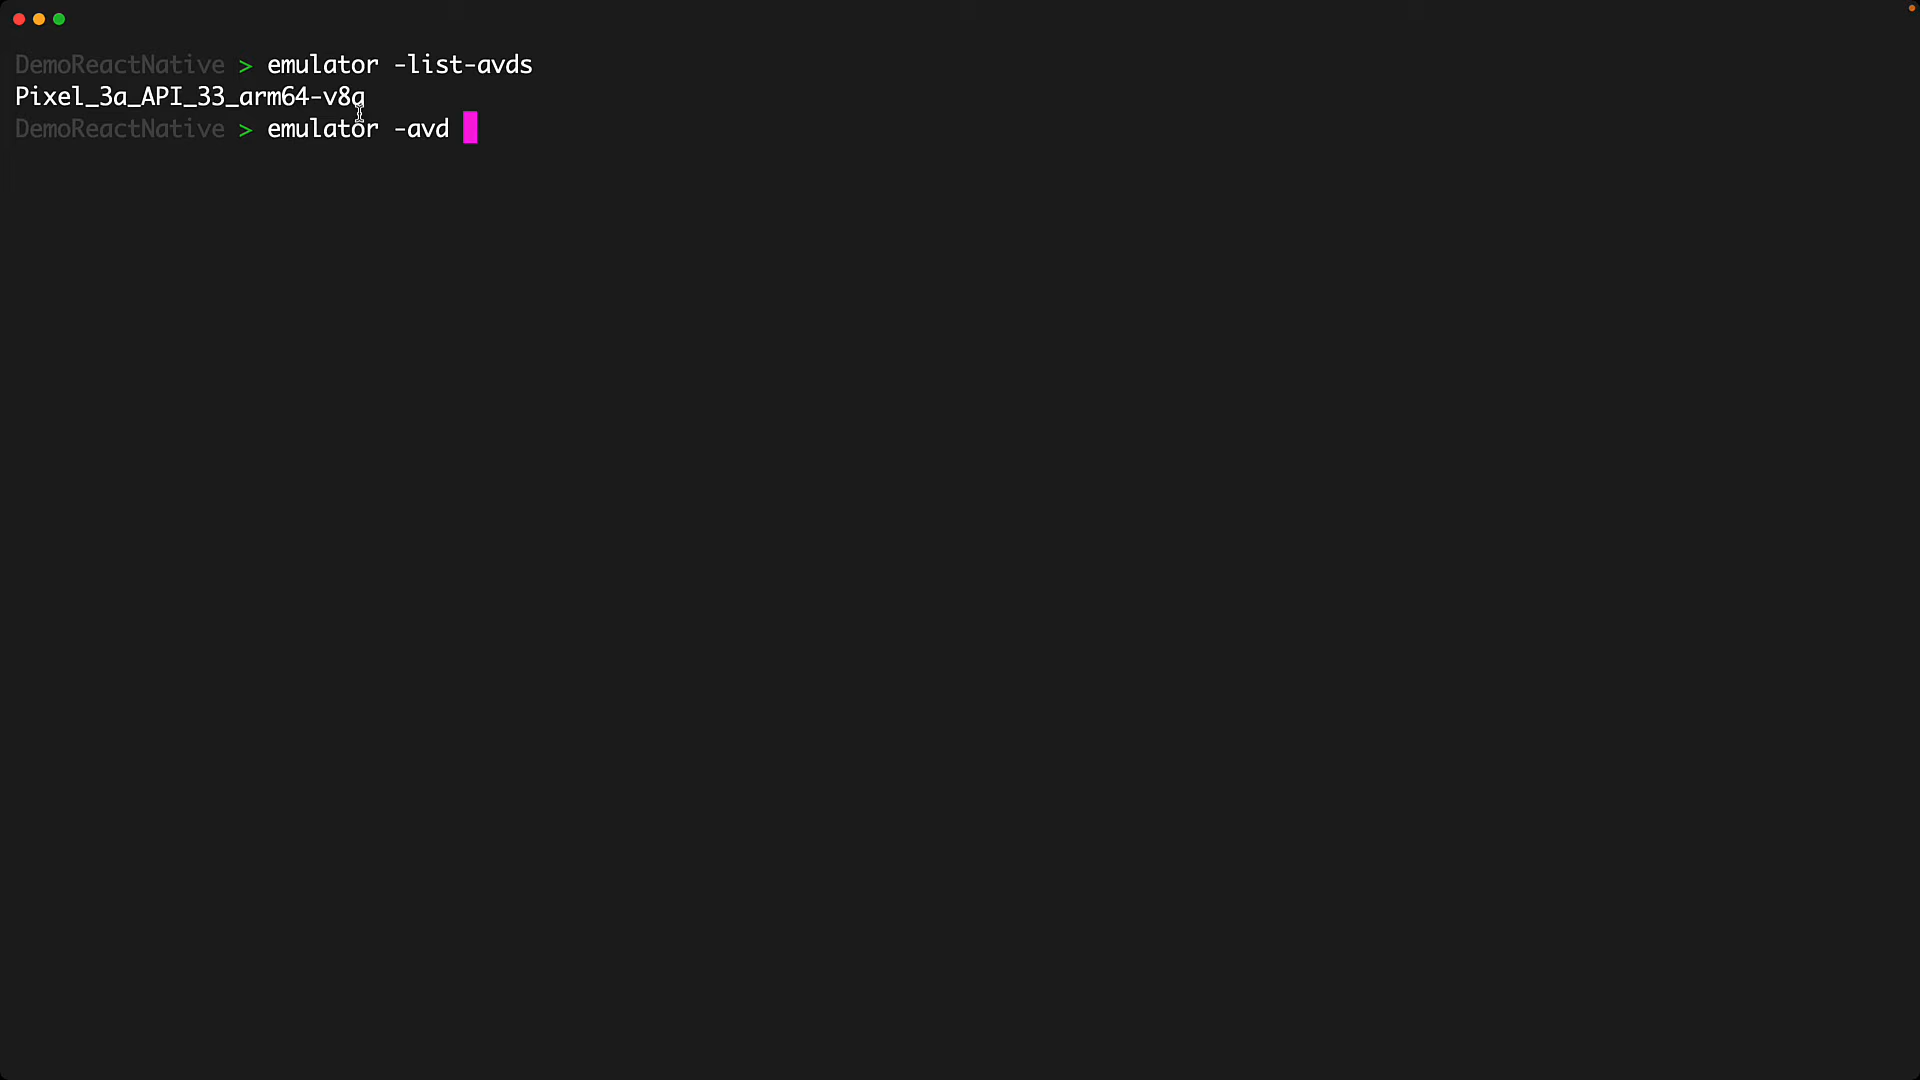 DemoReactNative > emulator -list-avds
Pixel_3a_API_33_arm64-v8a
DemoReactNative > emulator -avd